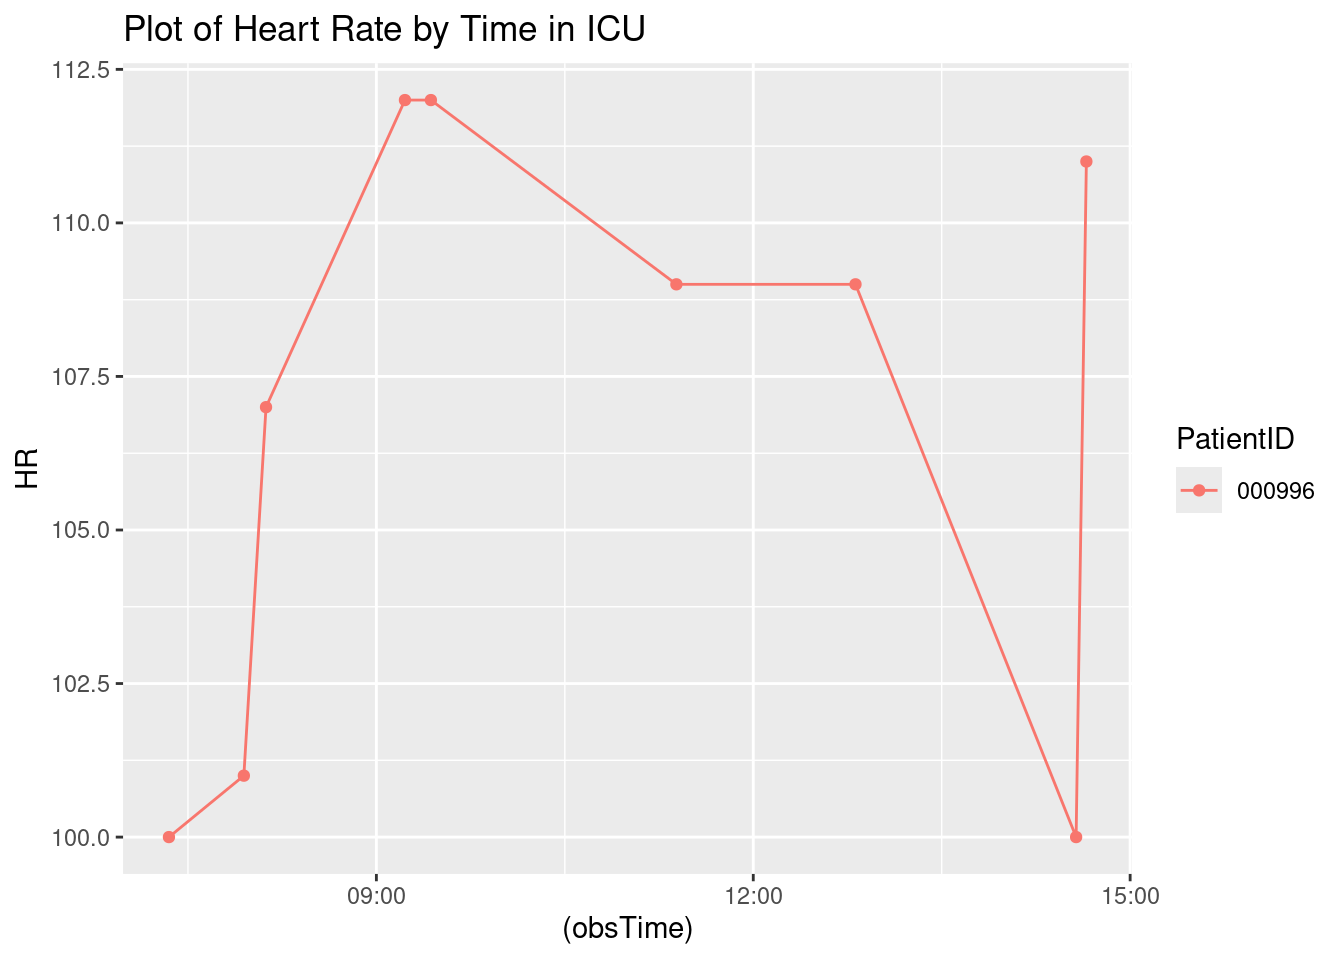 Plot of Heart Rate by Time in ICU
112.5
110.0
107.5
105.0
102.5
100.0
HR
09:00
12:00
15:00
(obsTime)
PatientID
000996